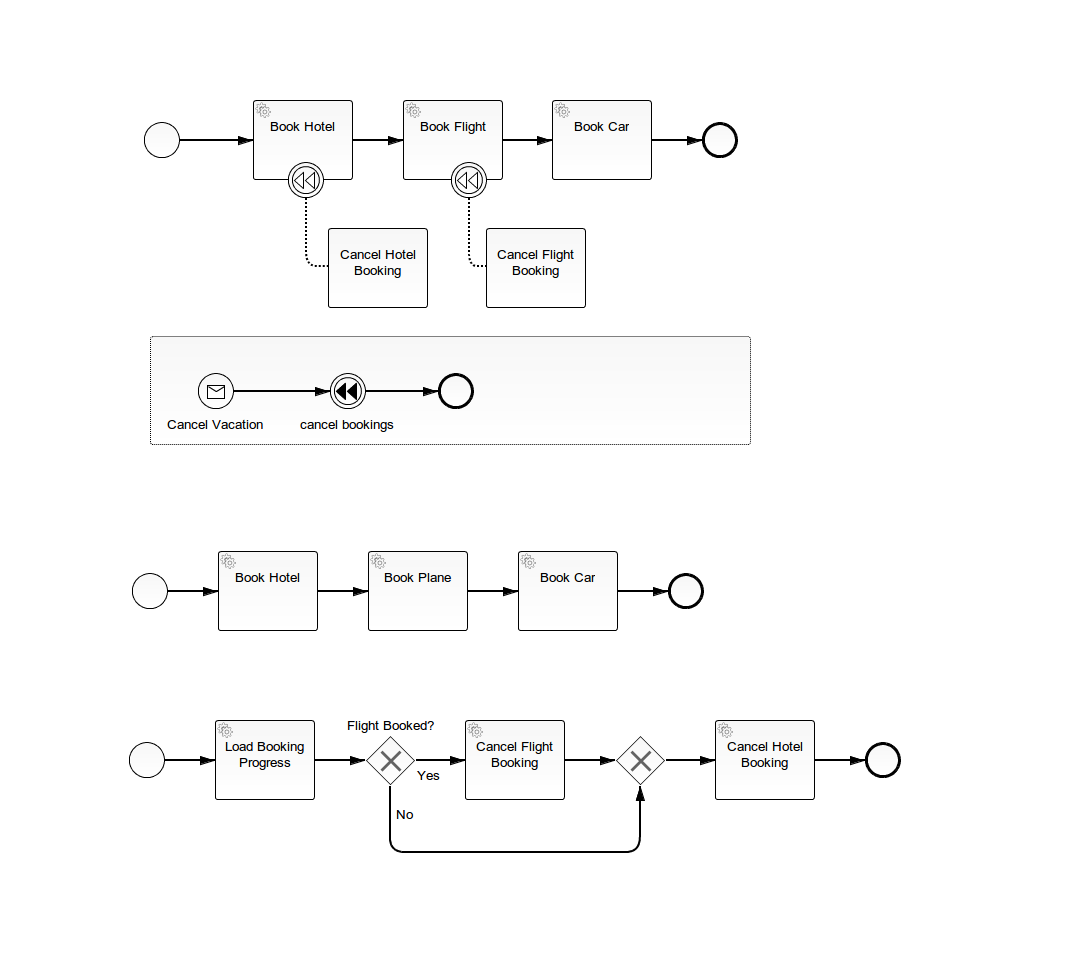 Book Hotel
Book Flight
Book Car
Cancel Hotel
Booking
Cancel Flight
Booking
Cancel Vacation
cancel bookings
Book Hotel
Book Plane
Book Car
Flight Booked?
Load Booking
Progress
Yes
No
Cancel Flight
Booking
Cancel Hotel
Booking